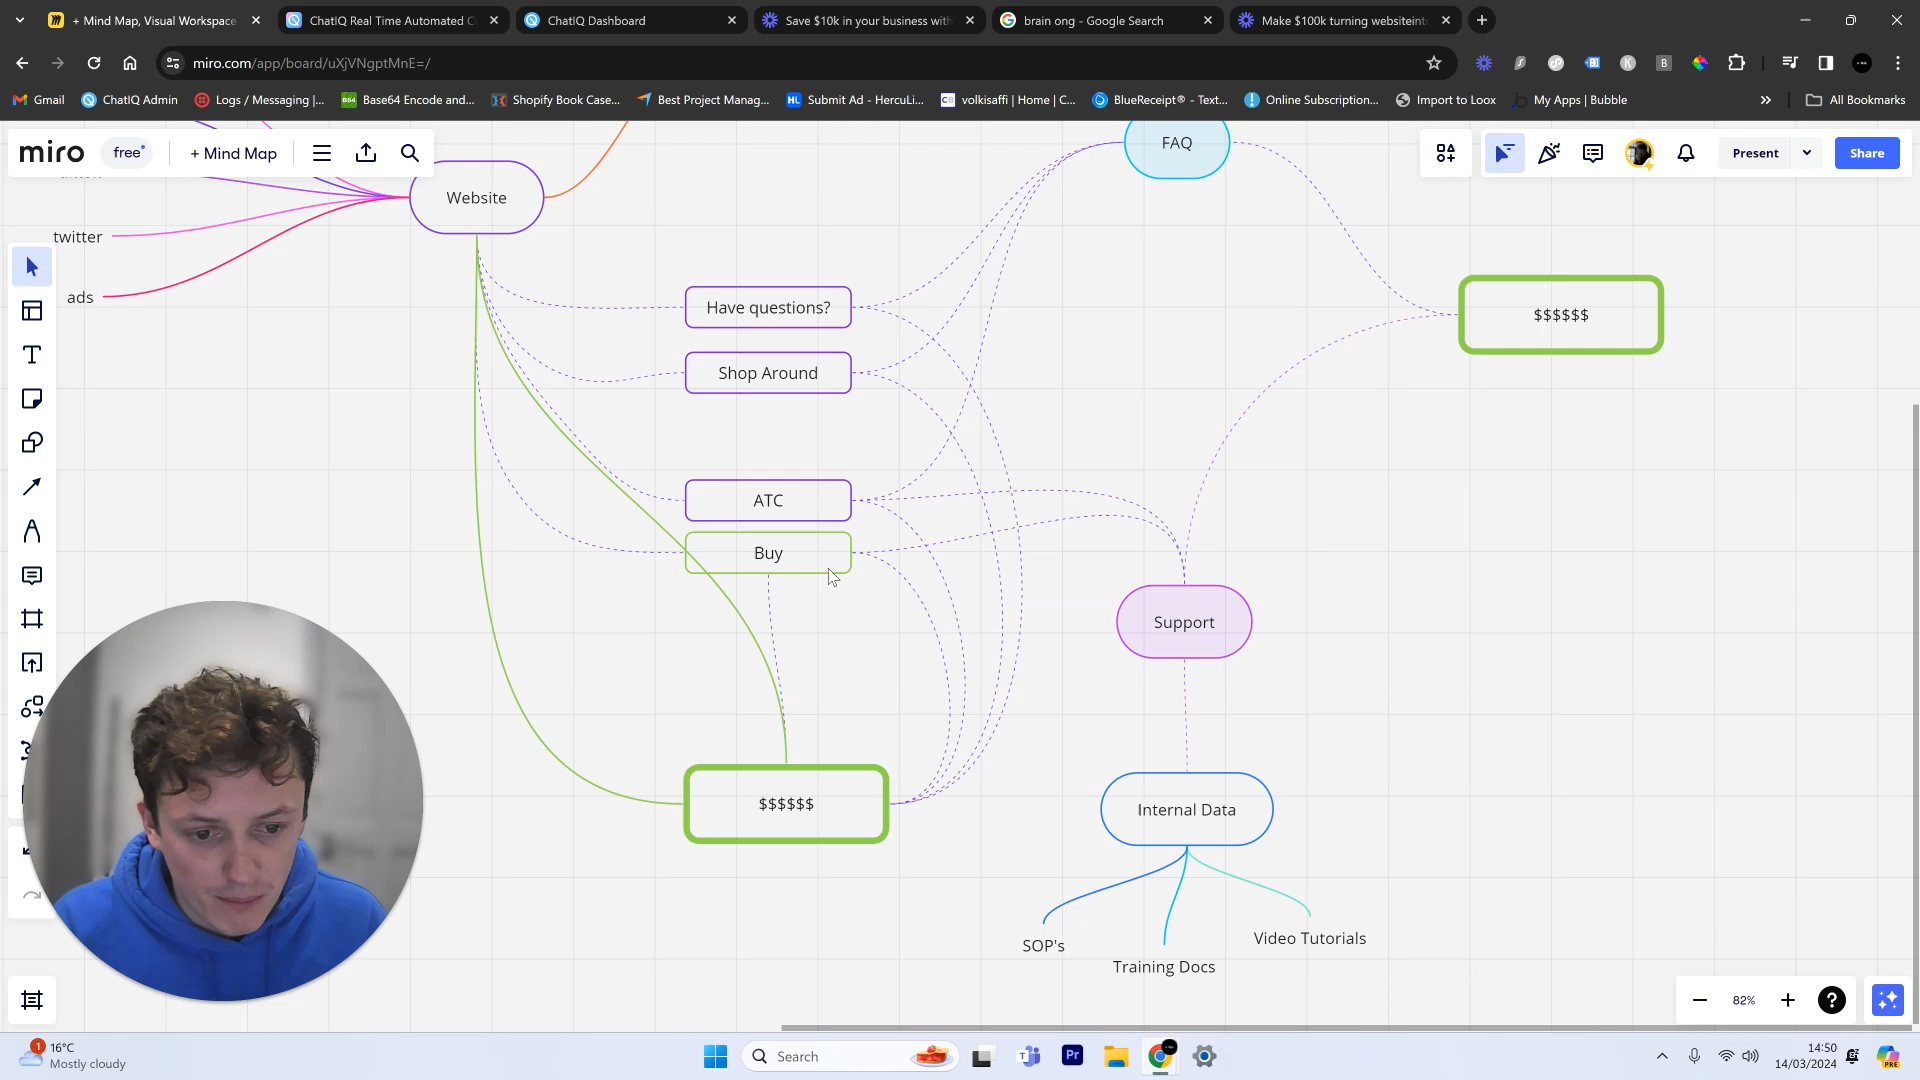 + Mind Map, Visual Workspace
ChatIQ Real Time Automated C
ChatIQ Dashboard
Save $10k in your business with
brain ong - Google Search
Make $100k turning websiteint
miro.com/app/board/uXjVNgptMnE=/
Gmail
ChatIQ Admin
Logs / Messaging |...
Base64 Encode and...
Shopify Book Case...
Best Project Manag...
Submit Ad - HercuLi...
volkisaffi | Home | C...
BlueReceipt® - Text...
Online Subscription...
Import to Loox
My Apps | Bubble
All Bookmarks
miro
free
+ Mind Map
Present
Share
FAQ
Website
twitter
ads
Have questions?
$$$$$$
Shop Around
ATC
Buy
Support
$$$$$$
Internal Data
SOP's
Video Tutorials
Training Docs
82%
1
16°C
Mostly cloudy
Search
Pr
14:50
14/03/2024
PRE